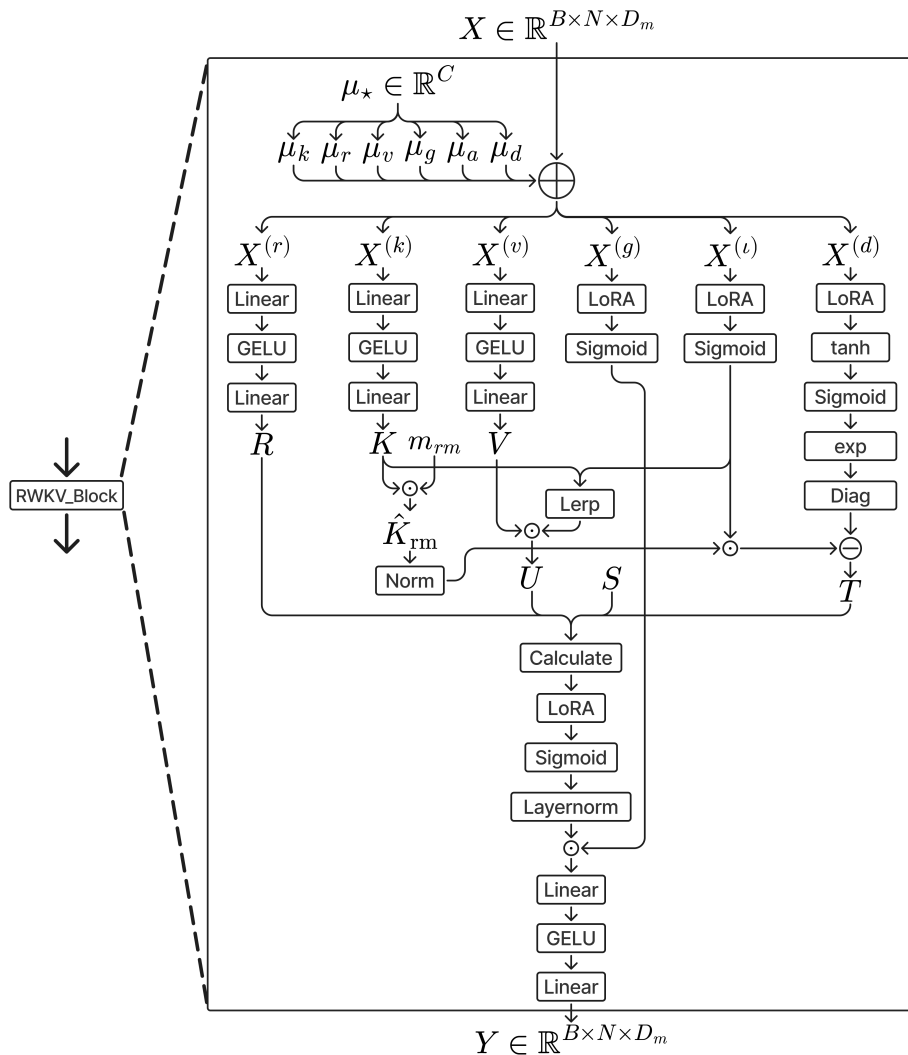 X ∈ ℝ^{B×N×D_m}
μ_⋆ ∈ ℝ^C
μ_k μ_r μ_v μ_g μ_a μ_d
X^{(r)} X^{(k)} X^{(v)} X^{(g)} X^{(ι)} X^{(d)}
Linear Linear Linear LoRA LoRA LoRA
GELU GELU GELU Sigmoid Sigmoid tanh
Linear Linear Linear Sigmoid
R K m_{rm} V exp
RWKV_Block
Lerp Diag
K̂_{rm}
Norm U S T
Calculate
LoRA
Sigmoid
Layernorm
Linear
GELU
Linear
Y ∈ ℝ^{B×N×D_m}